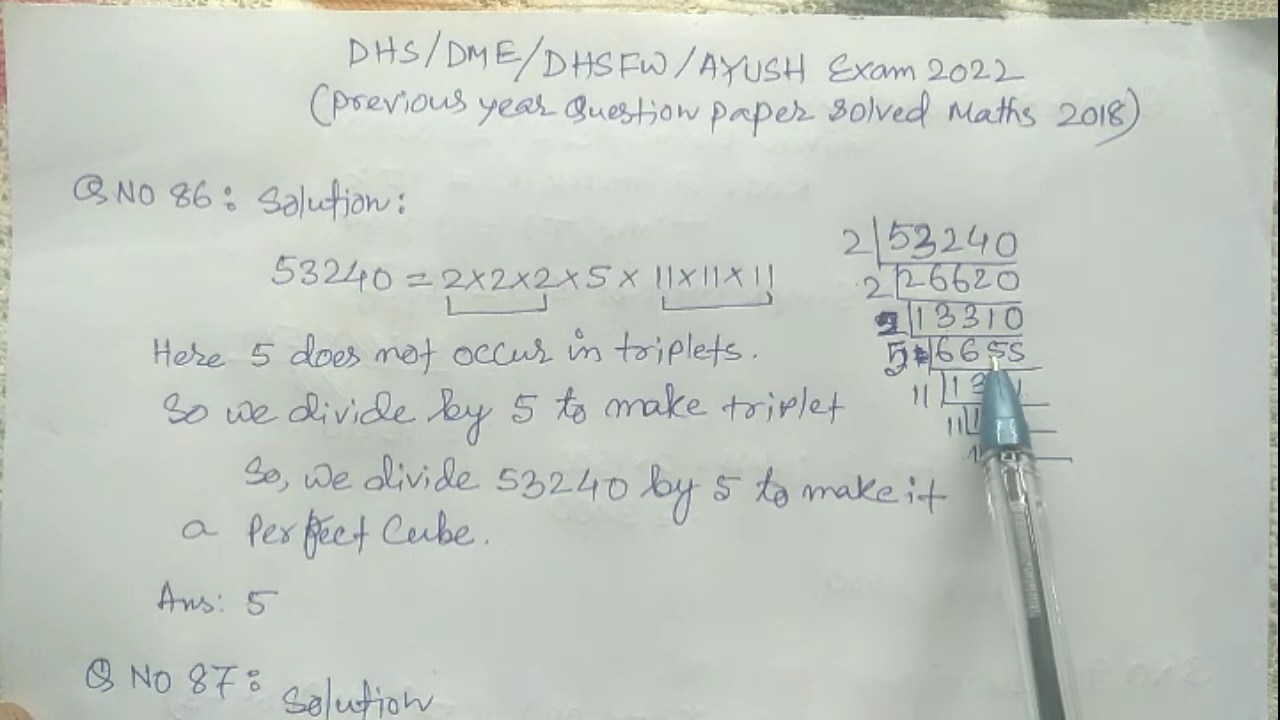 DHS/DME/DHSFW/AYUSH Exam 2022
(previous year Question paper solved Maths 2018)
Q NO 86: Solution:
53240 = 2×2×2×5× 11×11×11
Here 5 does not occur in triplets.
So we divide by 5 to make triplet
So, we divide 53240 by 5 to make it
a Perfect Cube.
Ans: 5
2 53240
2 26620
2 13310
5 6655
11
11
Q NO 87:
Solution